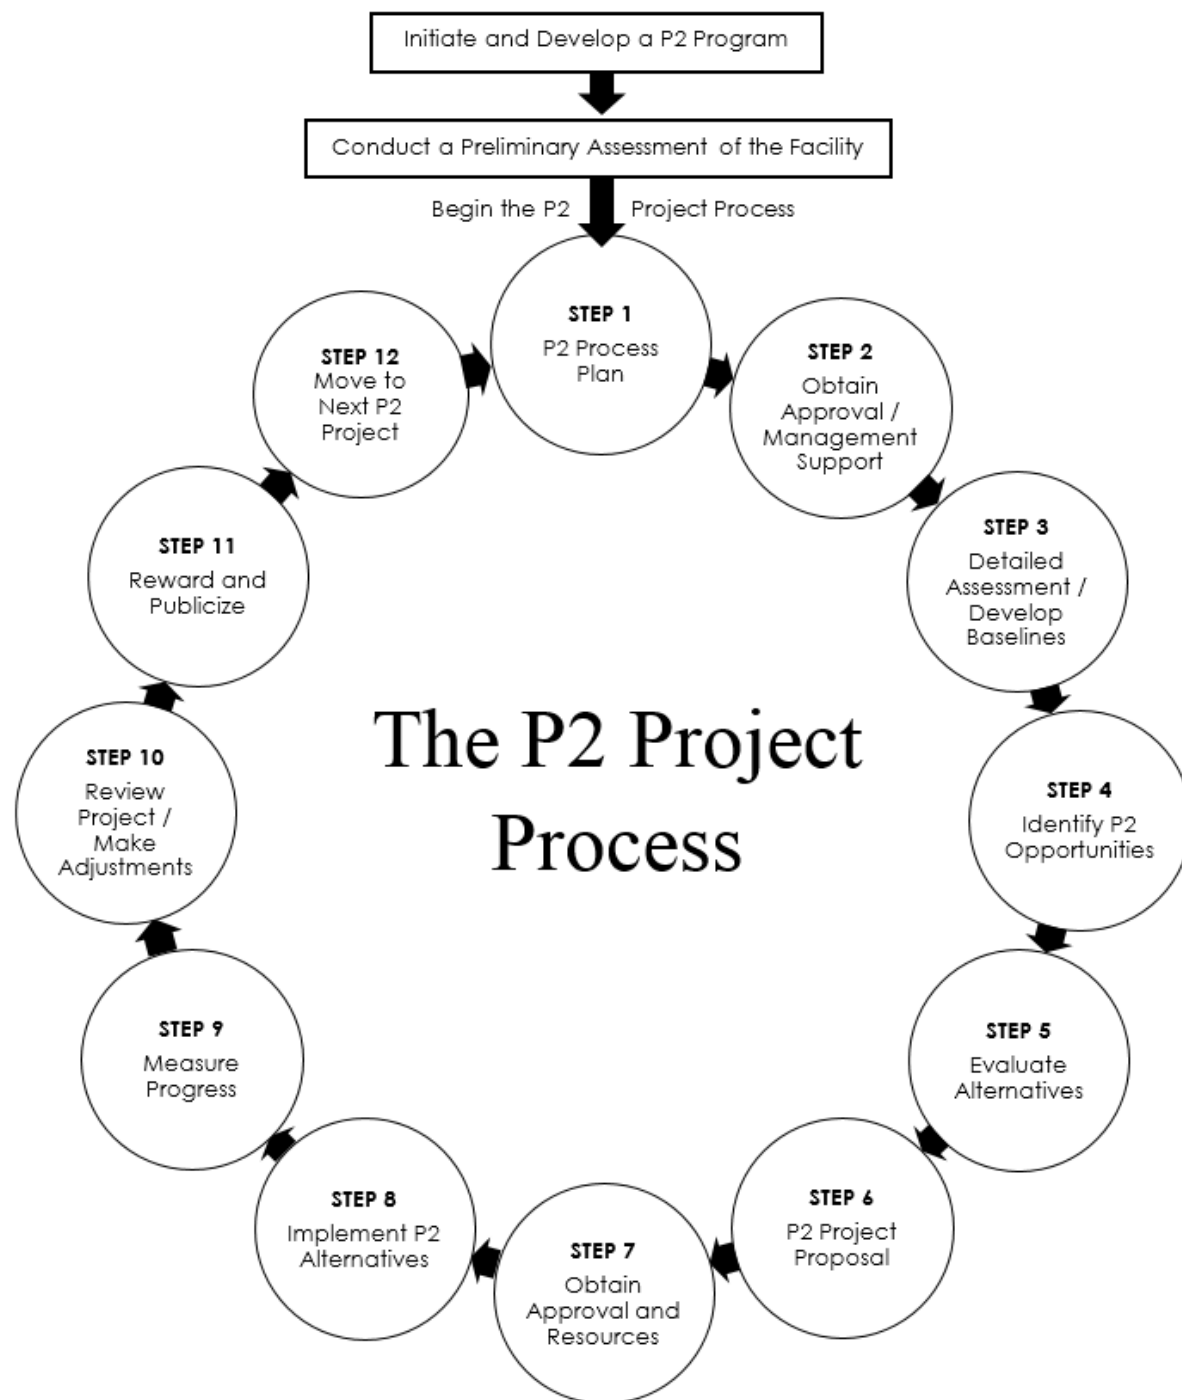 Initiate and Develop a P2 Program
Conduct a Preliminary Assessment of the Facility
Begin the P2 Project Process
STEP 1
P2 Process
Plan
STEP 2
Obtain
Approval /
Management
Support
STEP 3
Detailed
Assessment /
Develop
Baselines
STEP 4
Identify P2
Opportunities
STEP 5
Evaluate
Alternatives
STEP 6
P2 Project
Proposal
STEP 7
Obtain
Approval and
Resources
STEP 8
Implement P2
Alternatives
STEP 9
Measure
Progress
STEP 10
Review
Project /
Make
Adjustments
STEP 11
Reward and
Publicize
STEP 12
Move to
Next P2
Project
The P2 Project
Process